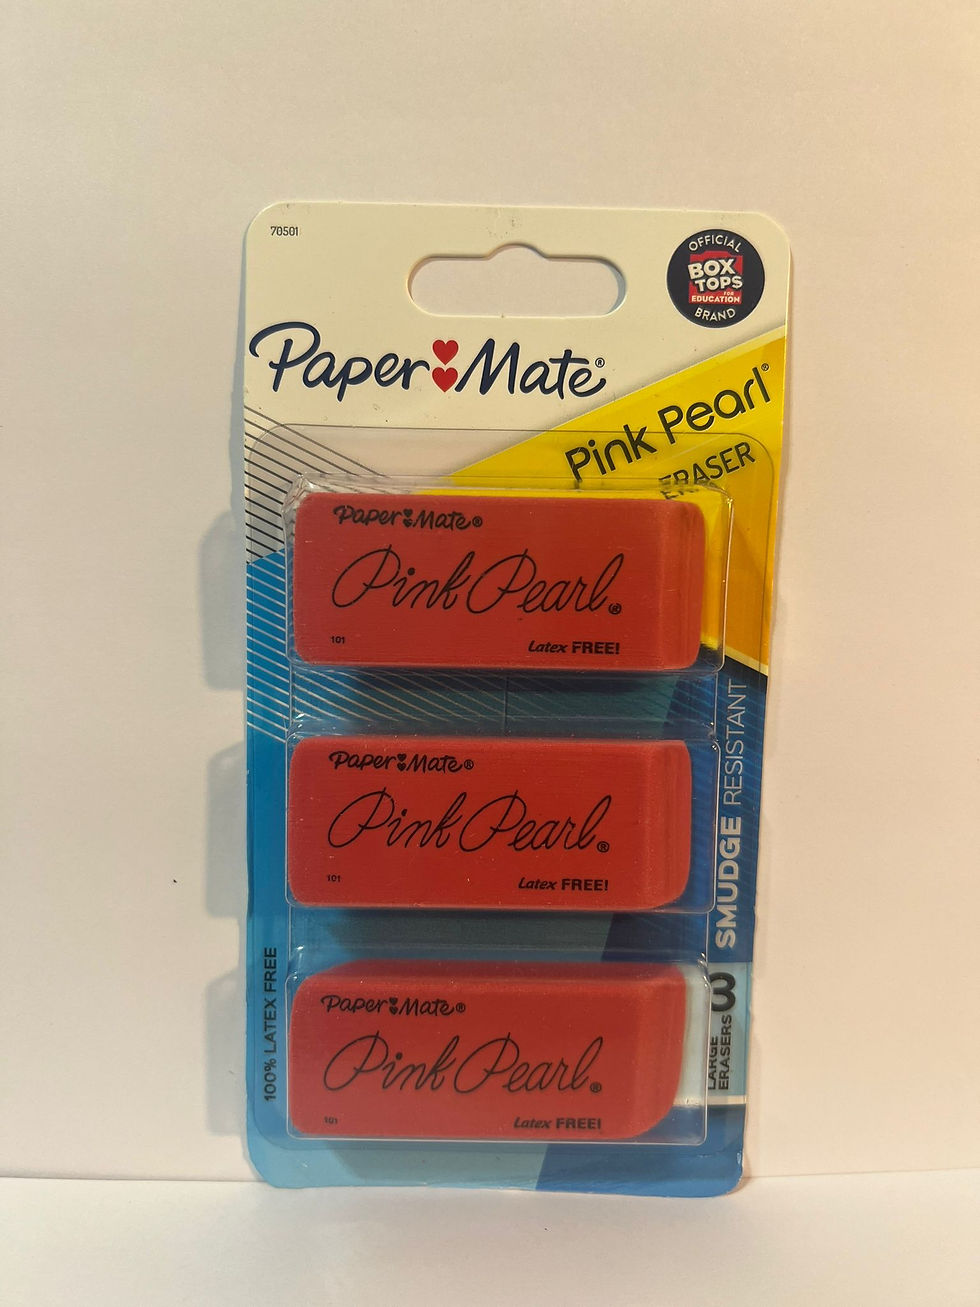 70501
OFFICIAL
BOX
TOPS
FOR
EDUCATION
BRAND
Paper Mate®
Pink Pearl®
ERASER
Paper Mate®
Pink Pearl®
101
Latex FREE!
Paper Mate®
Pink Pearl®
101
Latex FREE!
Paper Mate®
Pink Pearl®
101
Latex FREE!
SMUDGE RESISTANT
3
LARGE
ERASERS
100% LATEX FREE